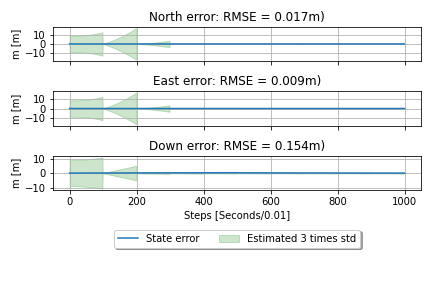 North error: RMSE = 0.017m)
m [m]
10
0
−10
East error: RMSE = 0.009m)
m [m]
10
0
−10
Down error: RMSE = 0.154m)
m [m]
10
0
−10
0 200 400 600 800 1000
Steps [Seconds/0.01]
State error Estimated 3 times std